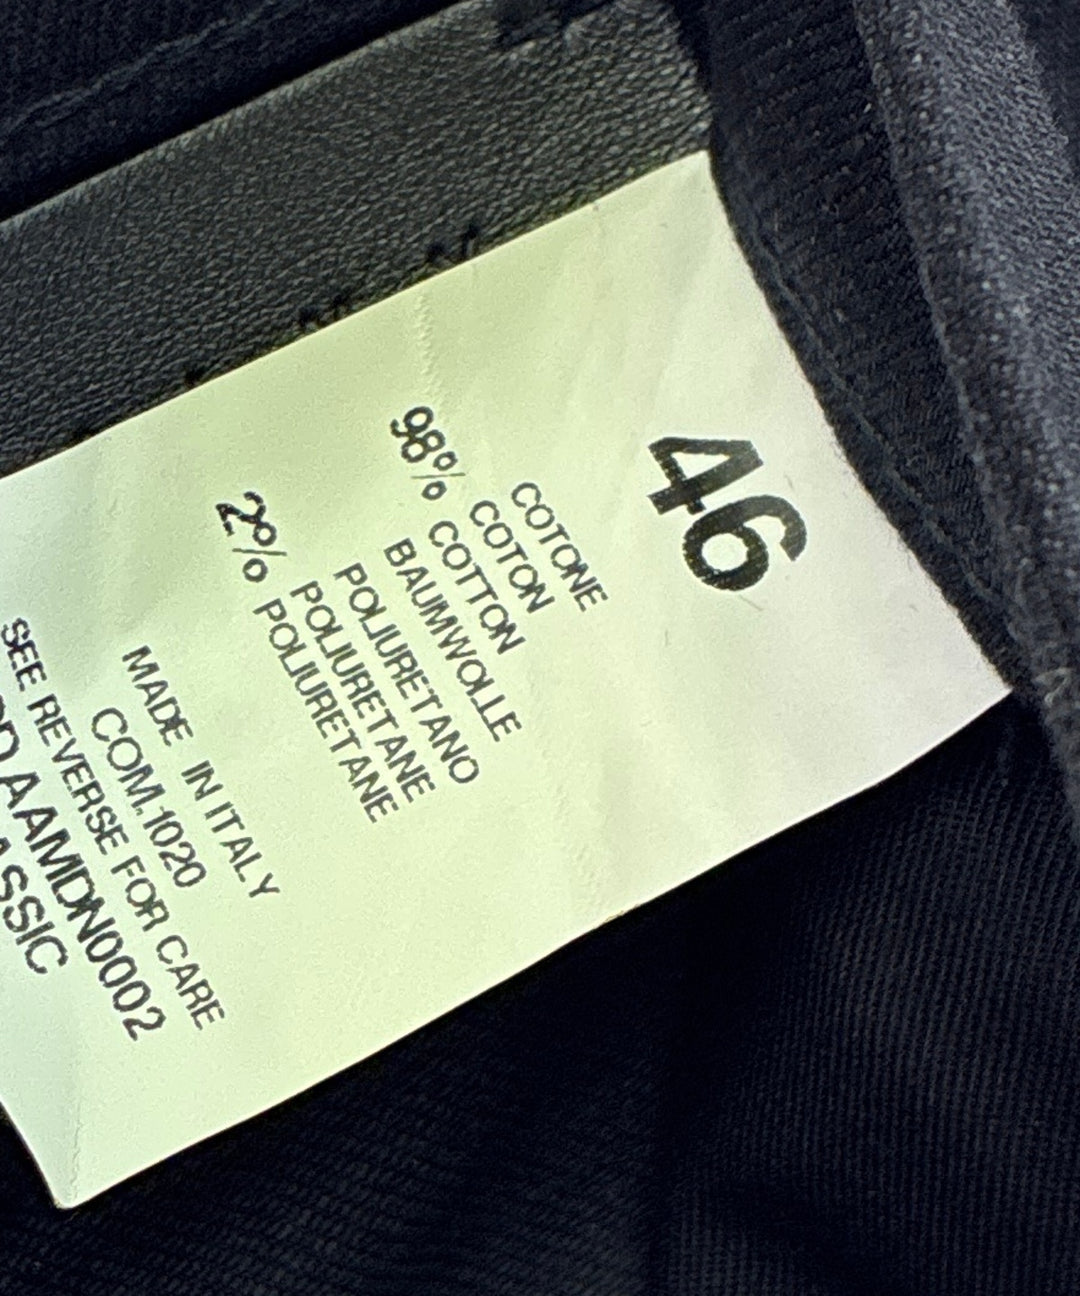 46
COTONE
COTON
98% COTTON
BAUMWOLLE
POLIURETANO
POLIURETANE
2% POLIURETANE
MADE IN ITALY
COM.1020
SEE REVERSE FOR CARE
AAMDN0002